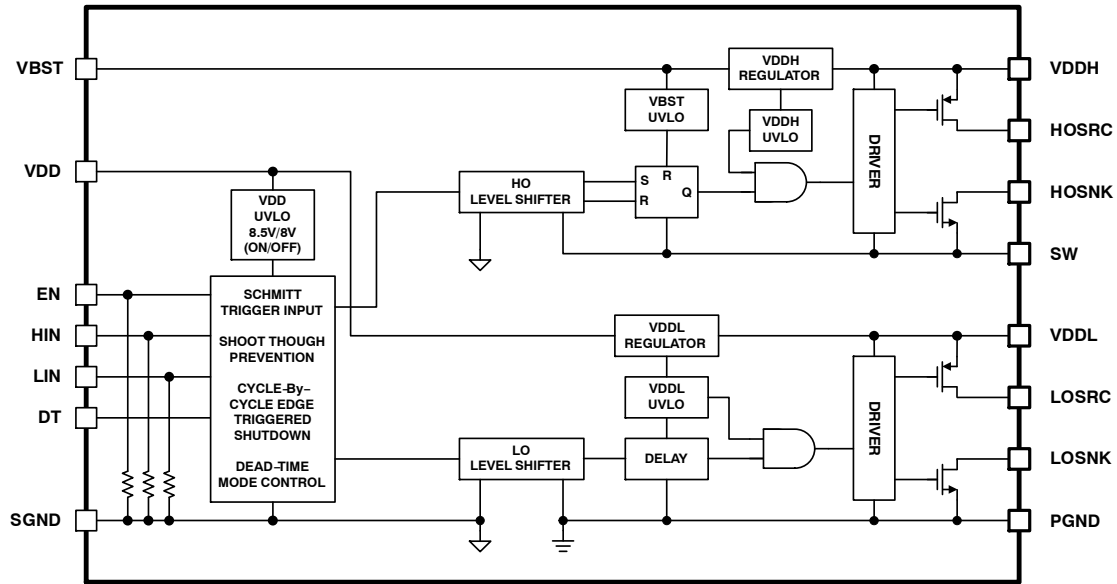 VBST
VDD
EN
HIN
LIN
DT
SGND
VDD
UVLO
8.5V/8V
(ON/OFF)
SCHMITT
TRIGGER INPUT
SHOOT THOUGH
PREVENTION
CYCLE-By-
CYCLE EDGE
TRIGGERED
SHUTDOWN
DEAD-TIME
MODE CONTROL
HO
LEVEL SHIFTER
VBST
UVLO
S
R
R
Q
VDDH
REGULATOR
VDDH
UVLO
DRIVER
LO
LEVEL SHIFTER
VDDL
REGULATOR
VDDL
UVLO
DELAY
DRIVER
VDDH
HOSRC
HOSNK
SW
VDDL
LOSRC
LOSNK
PGND